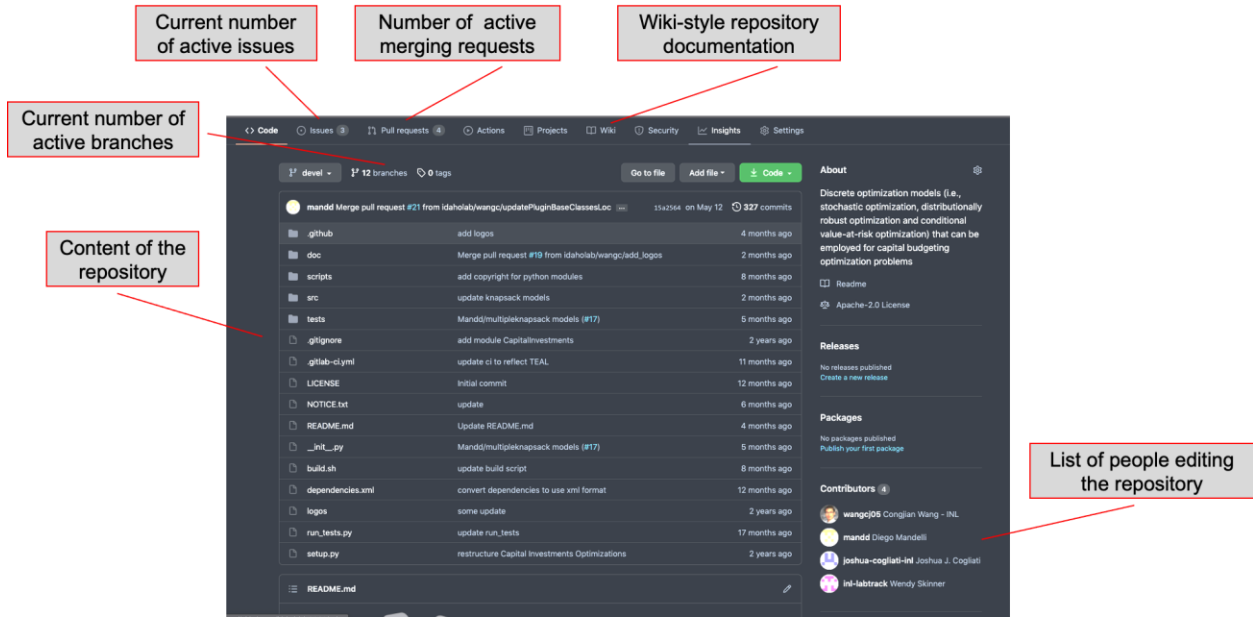 Current number
of active issues
Number of  active
merging requests
Wiki-style repository
documentation
Current number of
active branches
Content of the
repository
List of people editing
the repository
<> Code Issues 3 Pull requests 4 Actions Projects Wiki Security Insights Settings
devel 12 branches 0 tags Go to file Add file Code
mandd Merge pull request #21 from idaholab/wangc/updatePluginBaseClassesLoc ... 15a2564 on May 12 327 commits
.github add logos 4 months ago
doc Merge pull request #19 from idaholab/wangc/add_logos 2 months ago
scripts add copyright for python modules 8 months ago
src update knapsack models 2 months ago
tests Mandd/multipleknapsack models (#17) 5 months ago
.gitignore add module CapitalInvestments 2 years ago
.gitlab-ci.yml update ci to reflect TEAL 11 months ago
LICENSE Initial commit 12 months ago
NOTICE.txt update 6 months ago
README.md Update README.md 4 months ago
__init__.py Mandd/multipleknapsack models (#17) 5 months ago
build.sh update build script 8 months ago
dependencies.xml convert dependencies to use xml format 12 months ago
logos some update 2 years ago
run_tests.py update run_tests 17 months ago
setup.py restructure Capital Investments Optimizations 2 years ago
README.md
About
Discrete optimization models (i.e.,
stochastic optimization, distributionally
robust optimization and conditional
value-at-risk optimization) that can be
employed for capital budgeting
optimization problems
Readme
Apache-2.0 License
Releases
No releases published
Create a new release
Packages
No packages published
Publish your first package
Contributors 4
wangcj05 Congjian Wang - INL
mandd Diego Mandelli
joshua-cogliati-inl Joshua J. Cogliati
inl-labtrack Wendy Skinner